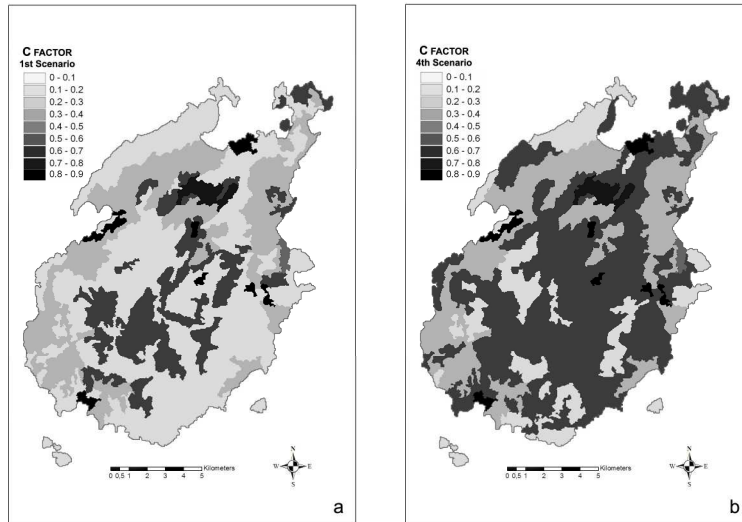 C FACTOR
1st Scenario
0 - 0.1
0.1 - 0.2
0.2 - 0.3
0.3 - 0.4
0.4 - 0.5
0.5 - 0.6
0.6 - 0.7
0.7 - 0.8
0.8 - 0.9
N
W E
S
Kilometers
0 0,5 1 2 3 4 5
a
C FACTOR
4th Scenario
0 - 0.1
0.1 - 0.2
0.2 - 0.3
0.3 - 0.4
0.4 - 0.5
0.5 - 0.6
0.6 - 0.7
0.7 - 0.8
0.8 - 0.9
N
W E
S
Kilometers
0 0,5 1 2 3 4 5
b